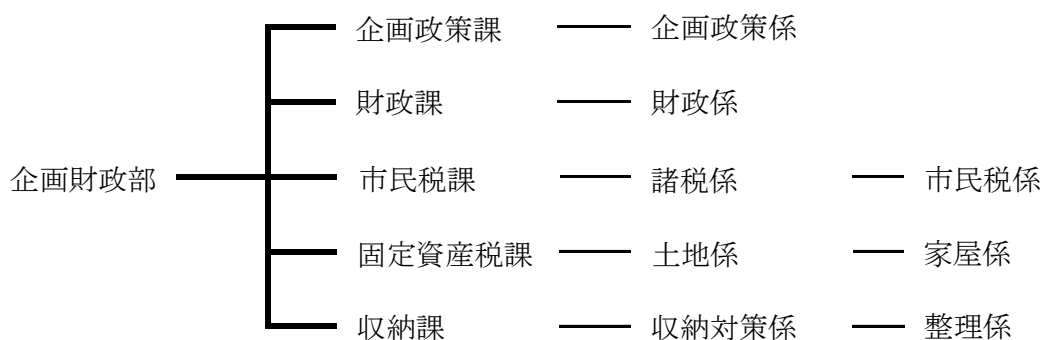 企画政策課 企画政策係
財政課 財政係
企画財政部 市民税課 諸税係 市民税係
固定資産税課 土地係 家屋係
収納課 収納対策係 整理係